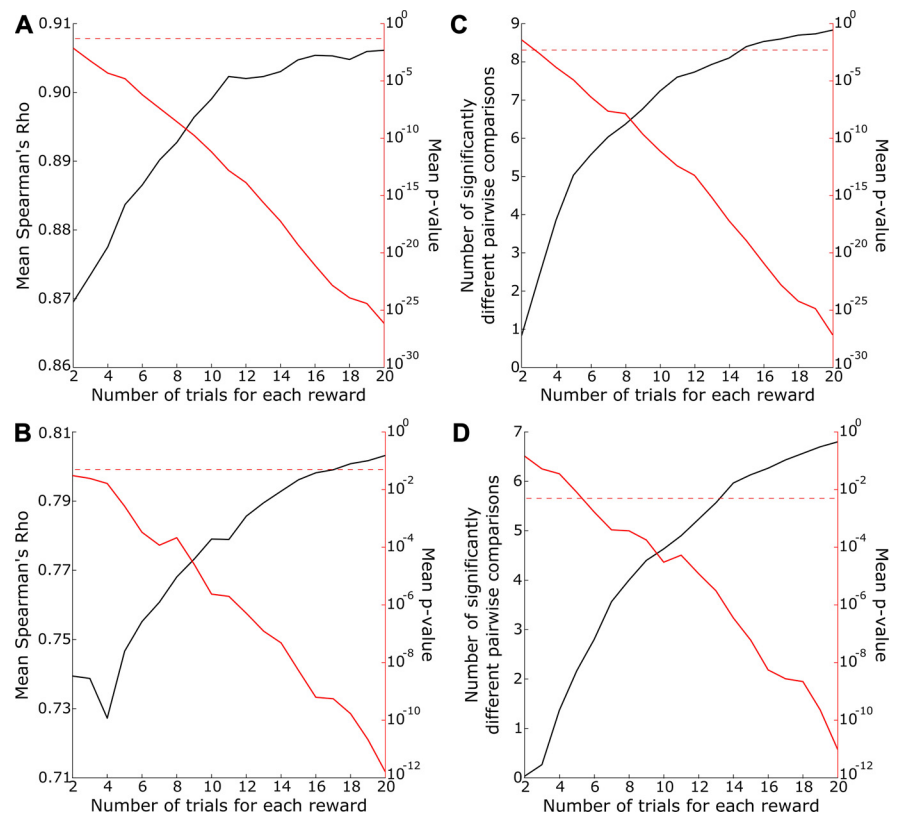 A
0.91
0.90
0.89
0.88
0.87
0.86
Mean Spearman's Rho
10^0
10^-5
10^-10
10^-15
10^-20
10^-25
10^-30
Mean p-value
2 4 6 8 10 12 14 16 18 20
Number of trials for each reward
C
9
8
7
6
5
4
3
2
1
0
Number of significantly
different pairwise comparisons
10^0
10^-5
10^-10
10^-15
10^-20
10^-25
10^-30
Mean p-value
2 4 6 8 10 12 14 16 18 20
Number of trials for each reward
B
0.81
0.79
0.77
0.75
0.73
0.71
Mean Spearman's Rho
10^0
10^-2
10^-4
10^-6
10^-8
10^-10
10^-12
Mean p-value
2 4 6 8 10 12 14 16 18 20
Number of trials for each reward
D
7
6
5
4
3
2
1
0
Number of significantly
different pairwise comparisons
10^0
10^-2
10^-4
10^-6
10^-8
10^-10
10^-12
Mean p-value
2 4 6 8 10 12 14 16 18 20
Number of trials for each reward